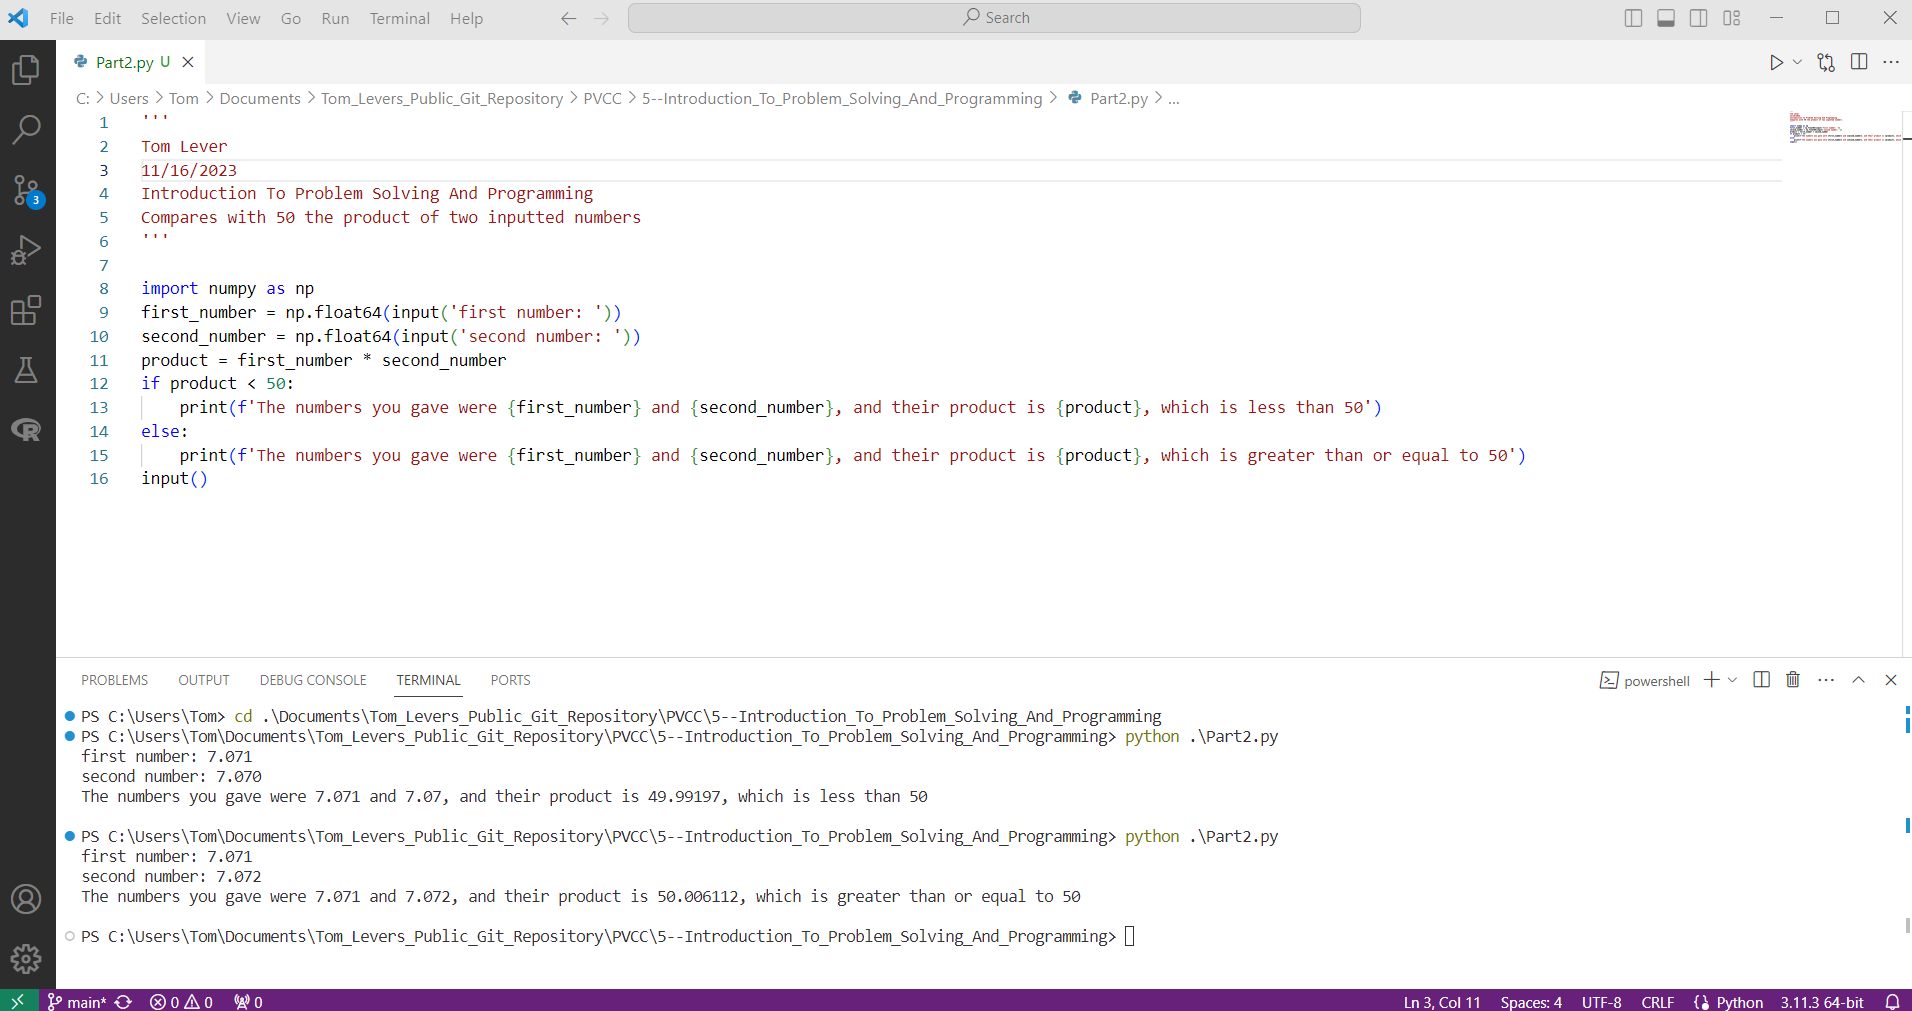 File Edit Selection View Go Run Terminal Help Search
Part2.py U
C: > Users > Tom > Documents > Tom_Levers_Public_Git_Repository > PVCC > 5--Introduction_To_Problem_Solving_And_Programming > Part2.py > ...
1 '''
2 Tom Lever
3 11/16/2023
4 Introduction To Problem Solving And Programming
5 Compares with 50 the product of two inputted numbers
6 '''
7
8 import numpy as np
9 first_number = np.float64(input('first number: '))
10 second_number = np.float64(input('second number: '))
11 product = first_number * second_number
12 if product < 50:
13     print(f'The numbers you gave were {first_number} and {second_number}, and their product is {product}, which is less than 50')
14 else:
15     print(f'The numbers you gave were {first_number} and {second_number}, and their product is {product}, which is greater than or equal to 50')
16 input()
3
PROBLEMS OUTPUT DEBUG CONSOLE TERMINAL PORTS powershell
PS C:\Users\Tom> cd .\Documents\Tom_Levers_Public_Git_Repository\PVCC\5--Introduction_To_Problem_Solving_And_Programming
PS C:\Users\Tom\Documents\Tom_Levers_Public_Git_Repository\PVCC\5--Introduction_To_Problem_Solving_And_Programming> python .\Part2.py
first number: 7.071
second number: 7.070
The numbers you gave were 7.071 and 7.07, and their product is 49.99197, which is less than 50
PS C:\Users\Tom\Documents\Tom_Levers_Public_Git_Repository\PVCC\5--Introduction_To_Problem_Solving_And_Programming> python .\Part2.py
first number: 7.071
second number: 7.072
The numbers you gave were 7.071 and 7.072, and their product is 50.006112, which is greater than or equal to 50
PS C:\Users\Tom\Documents\Tom_Levers_Public_Git_Repository\PVCC\5--Introduction_To_Problem_Solving_And_Programming>
main* 0 0 0 Ln 3, Col 11 Spaces: 4 UTF-8 CRLF Python 3.11.3 64-bit